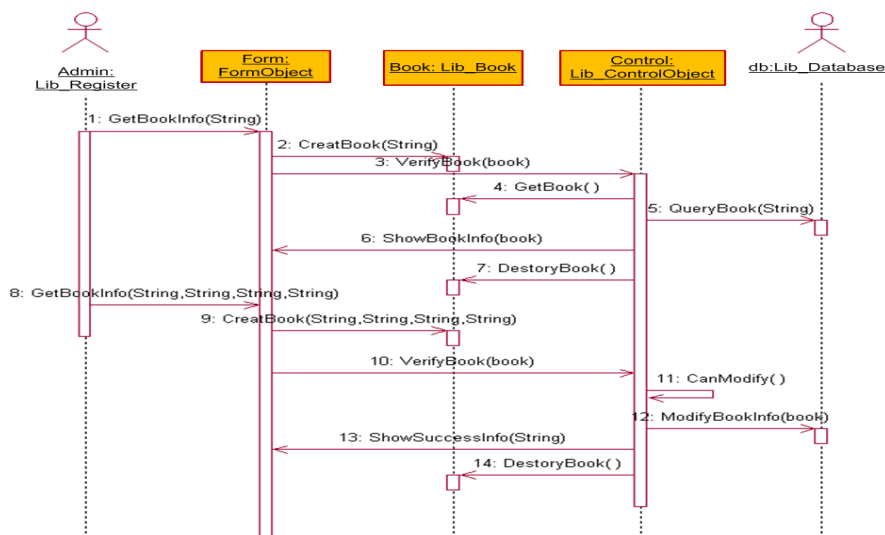 Admin:
Lib_Register
Form:
FormObject
Book: Lib_Book
Control:
Lib_ControlObject
db:Lib_Database
1: GetBookInfo(String)
2: CreatBook(String)
3: VerifyBook(book)
4: GetBook( )
5: QueryBook(String)
6: ShowBookInfo(book)
7: DestoryBook( )
8: GetBookInfo(String,String,String,String)
9: CreatBook(String,String,String,String)
10: VerifyBook(book)
11: CanModify( )
12: ModifyBookInfo(book)
13: ShowSuccessInfo(String)
14: DestoryBook( )